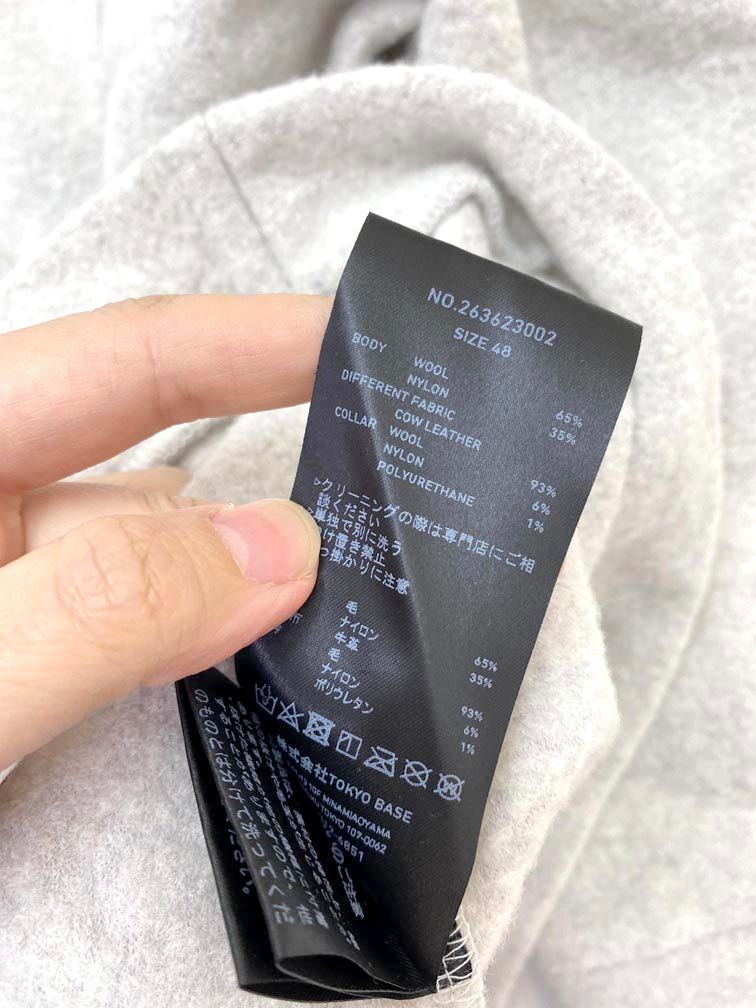 NO.263623002
SIZE 48
BODY WOOL 65%
NYLON 35%
DIFFERENT FABRIC
COW LEATHER
COLLAR WOOL 93%
NYLON 6%
POLYURETHANE 1%
▷クリーニングの際は専門店にご相
談ください
単独で別に洗う
け置き禁止
っ掛かりに注意
毛 65%
ナイロン 35%
牛革
毛 93%
ナイロン 6%
ポリウレタン 1%
株式会社TOKYO BASE
10F MINAMIAOYAMA
TOKYO 107-0062
-6851